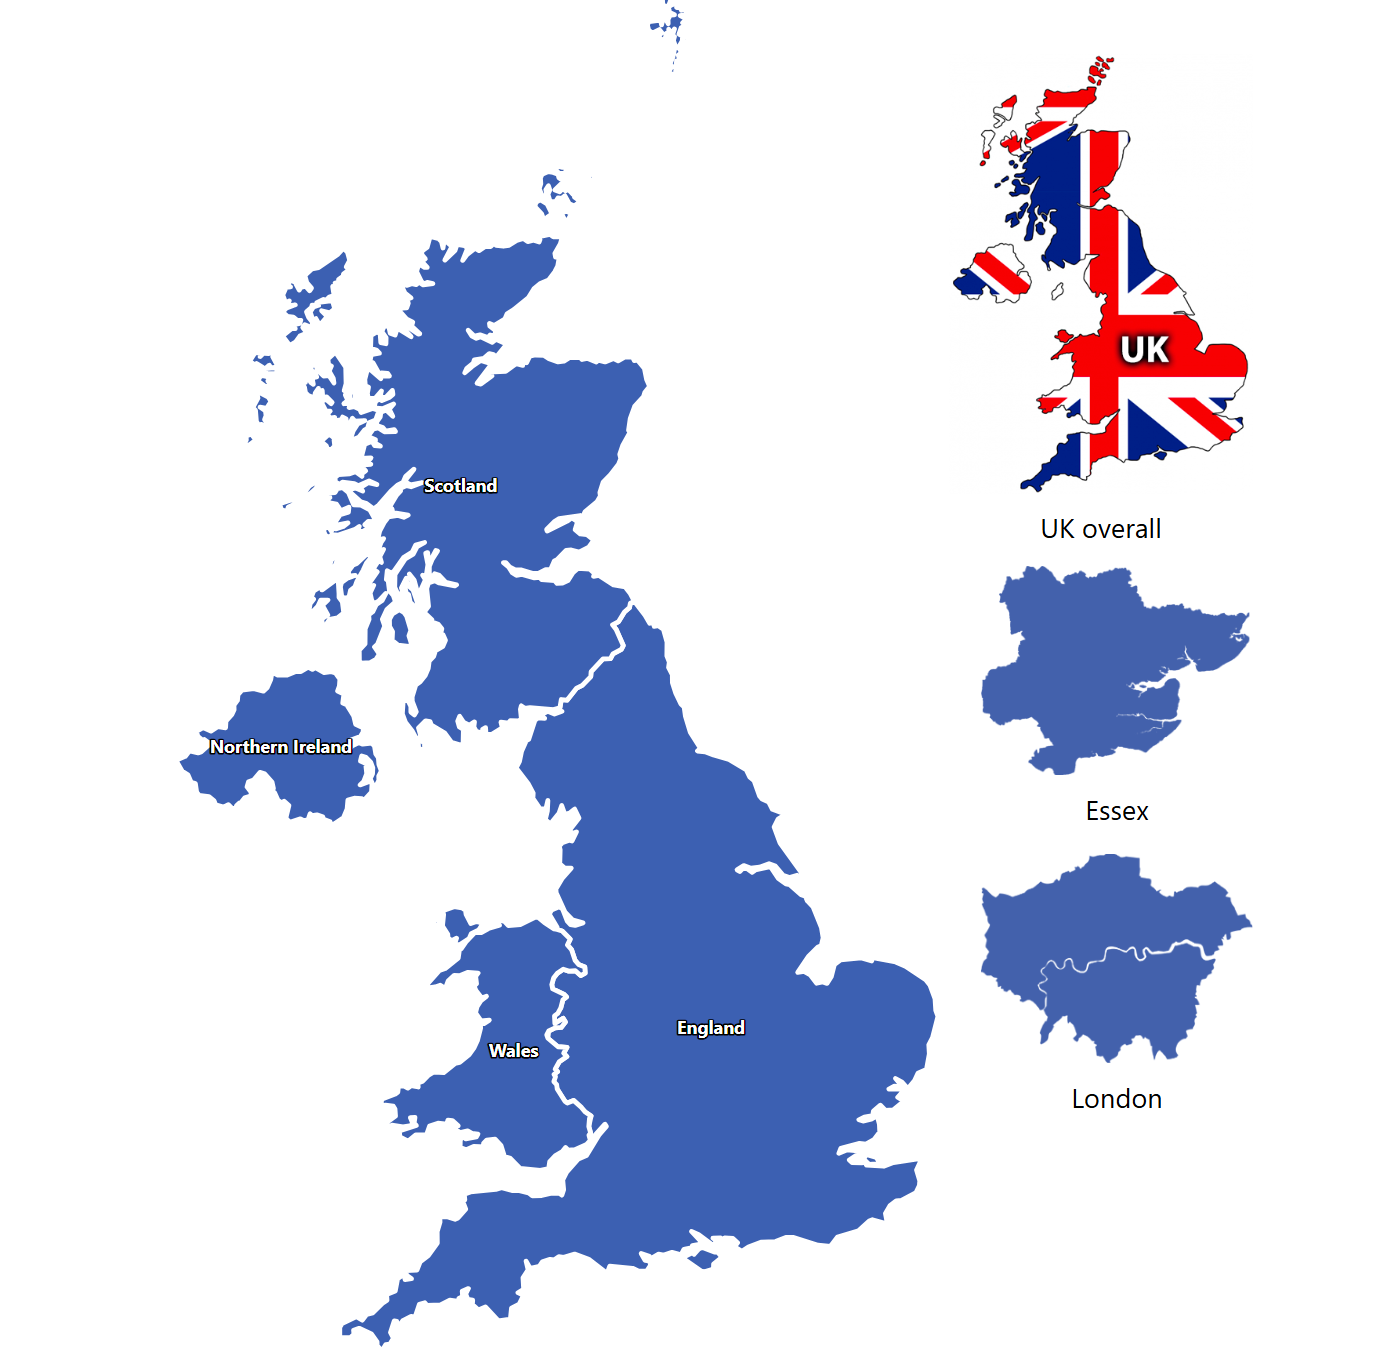 Scotland
Northern Ireland
England
Wales
UK
UK overall
Essex
London